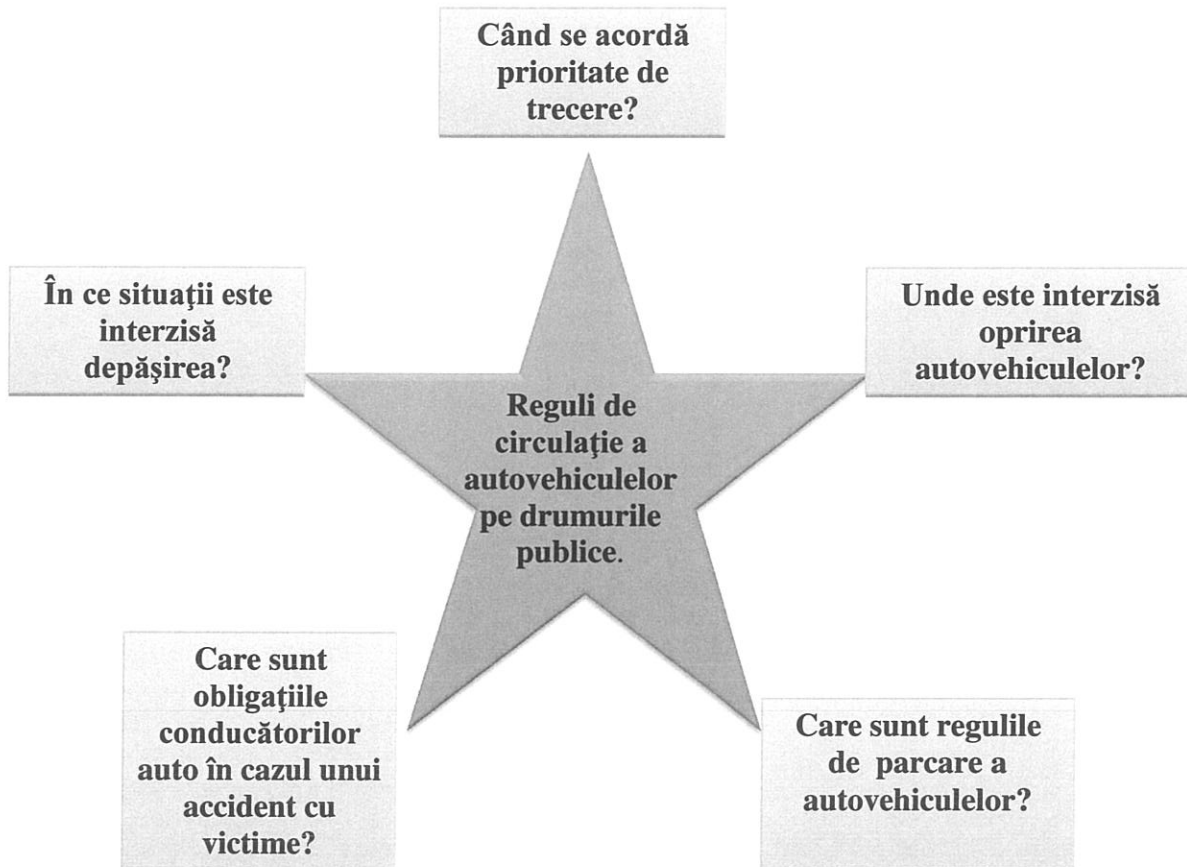 Când se acordă
prioritate de
trecere?
În ce situaţii este
interzisă
depăşirea?
Unde este interzisă
oprirea
autovehiculelor?
Reguli de
circulaţie a
autovehiculelor
pe drumurile
publice.
Care sunt
obligaţiile
conducătorilor
auto în cazul unui
accident cu
victime?
Care sunt regulile
de parcare a
autovehiculelor?